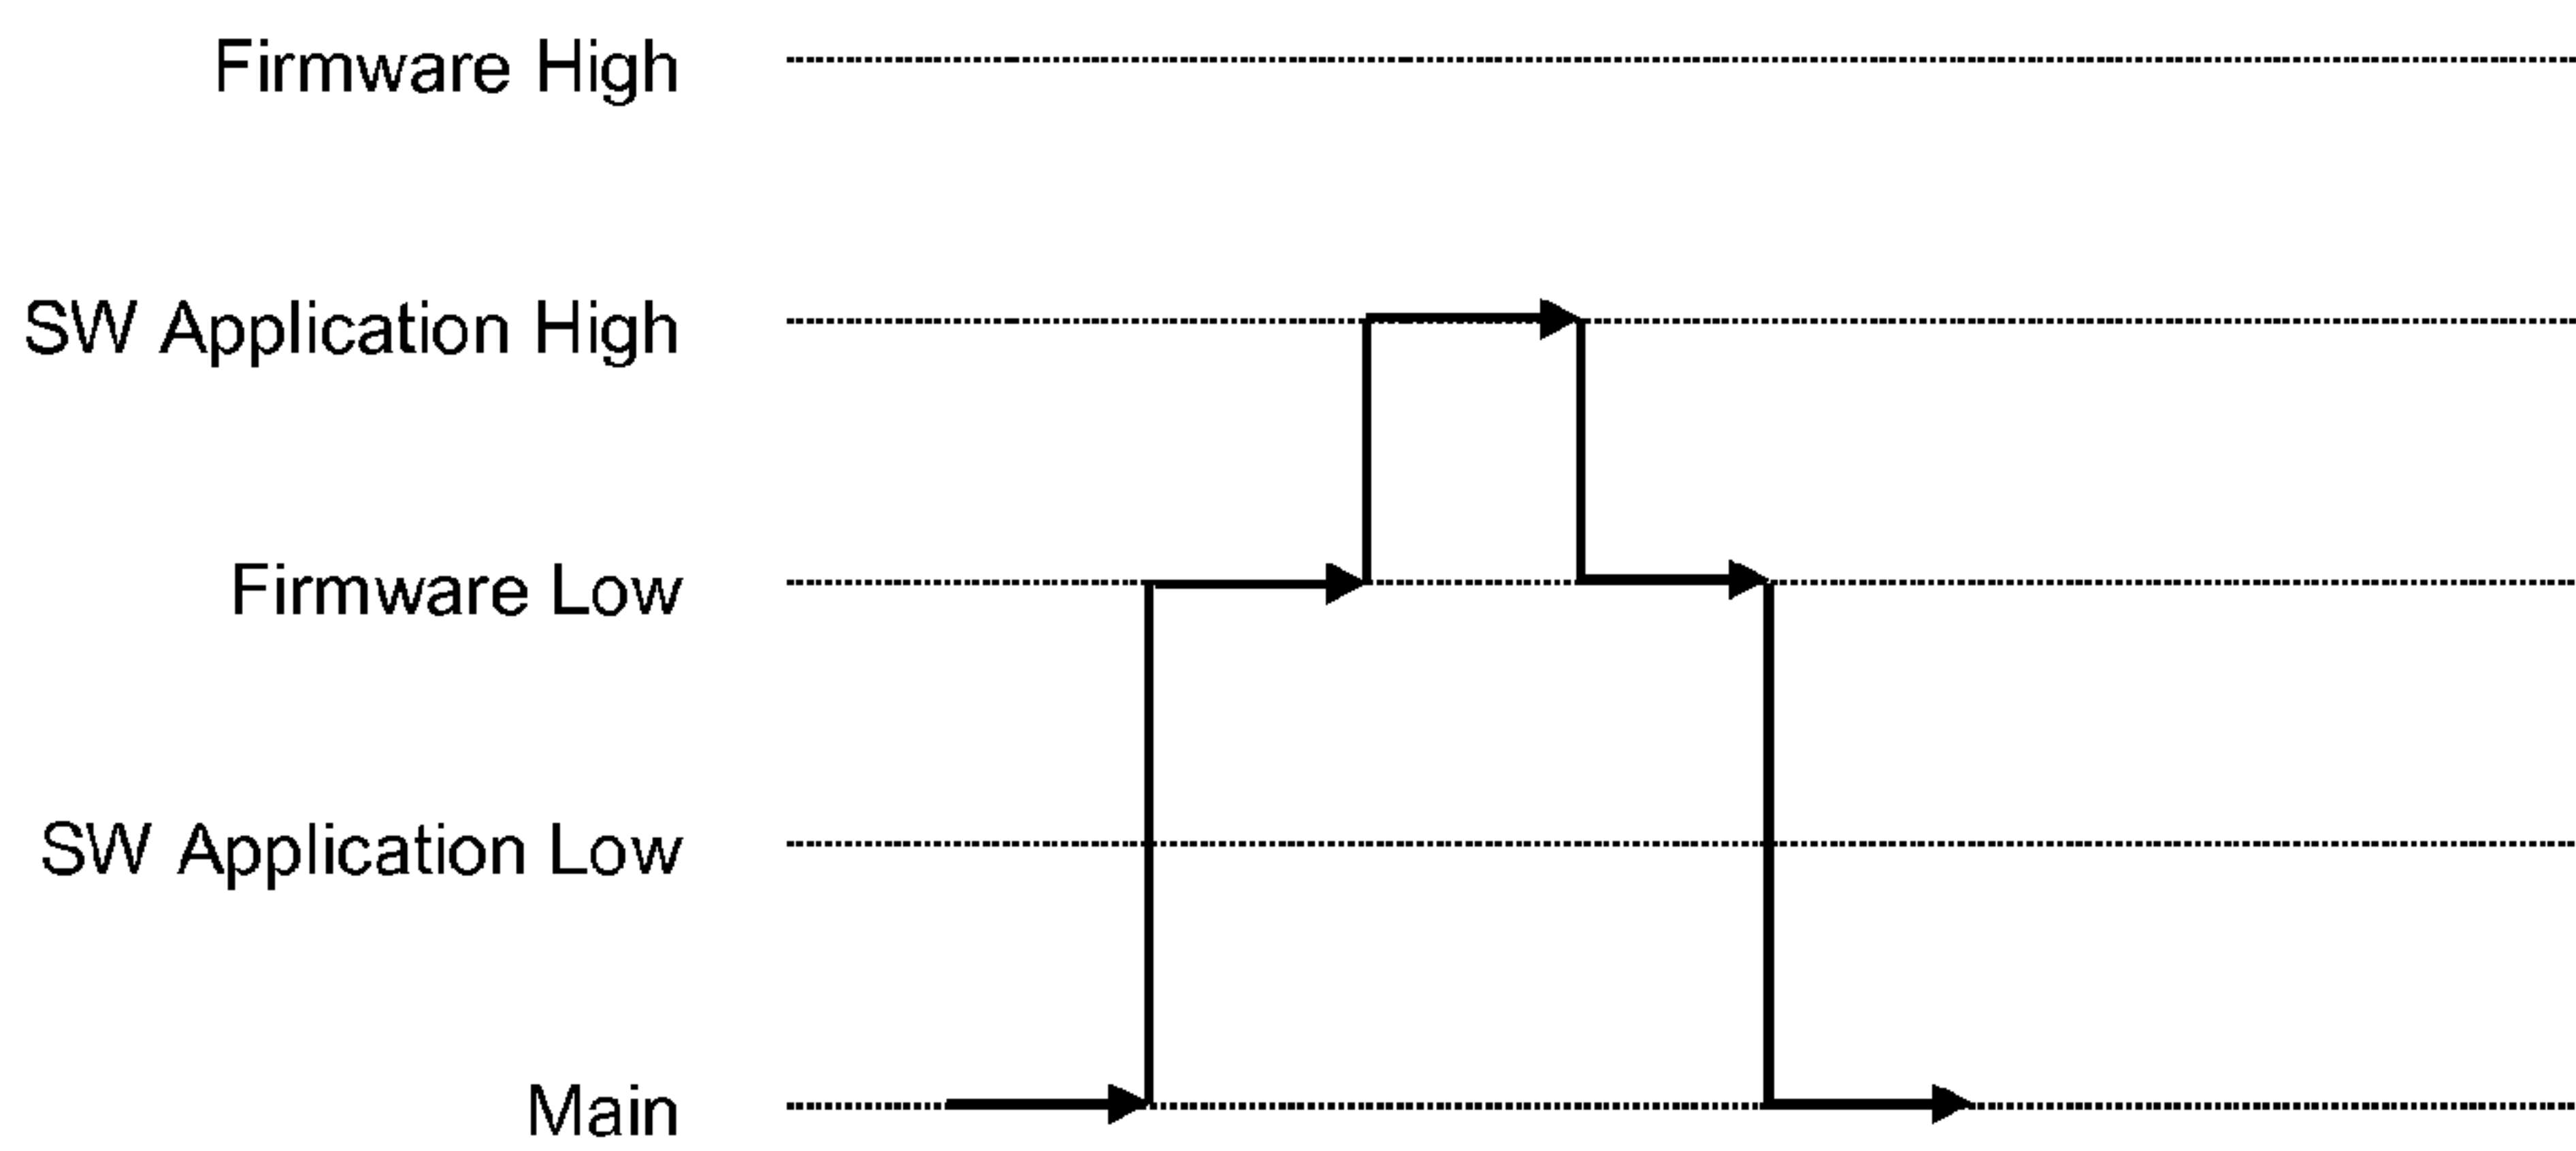 Firmware High
SW Application High
Firmware Low
SW Application Low
Main